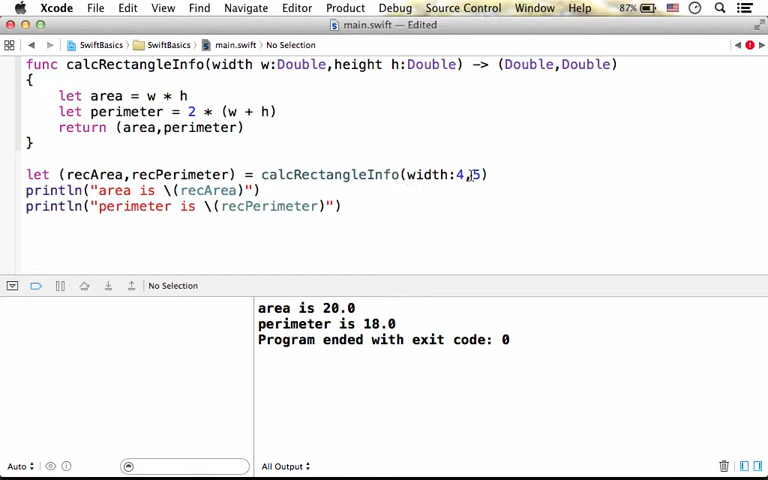 Xcode File Edit View Find Navigate Editor Product Debug Source Control Window Help 87%
main.swift — Edited
SwiftBasics SwiftBasics main.swift No Selection
func calcRectangleInfo(width w:Double,height h:Double) -> (Double,Double)
{
let area = w * h
let perimeter = 2 * (w + h)
return (area,perimeter)
}
let (recArea,recPerimeter) = calcRectangleInfo(width:4,5)
println("area is \(recArea)")
println("perimeter is \(recPerimeter)")
No Selection
area is 20.0
perimeter is 18.0
Program ended with exit code: 0
Auto
All Output